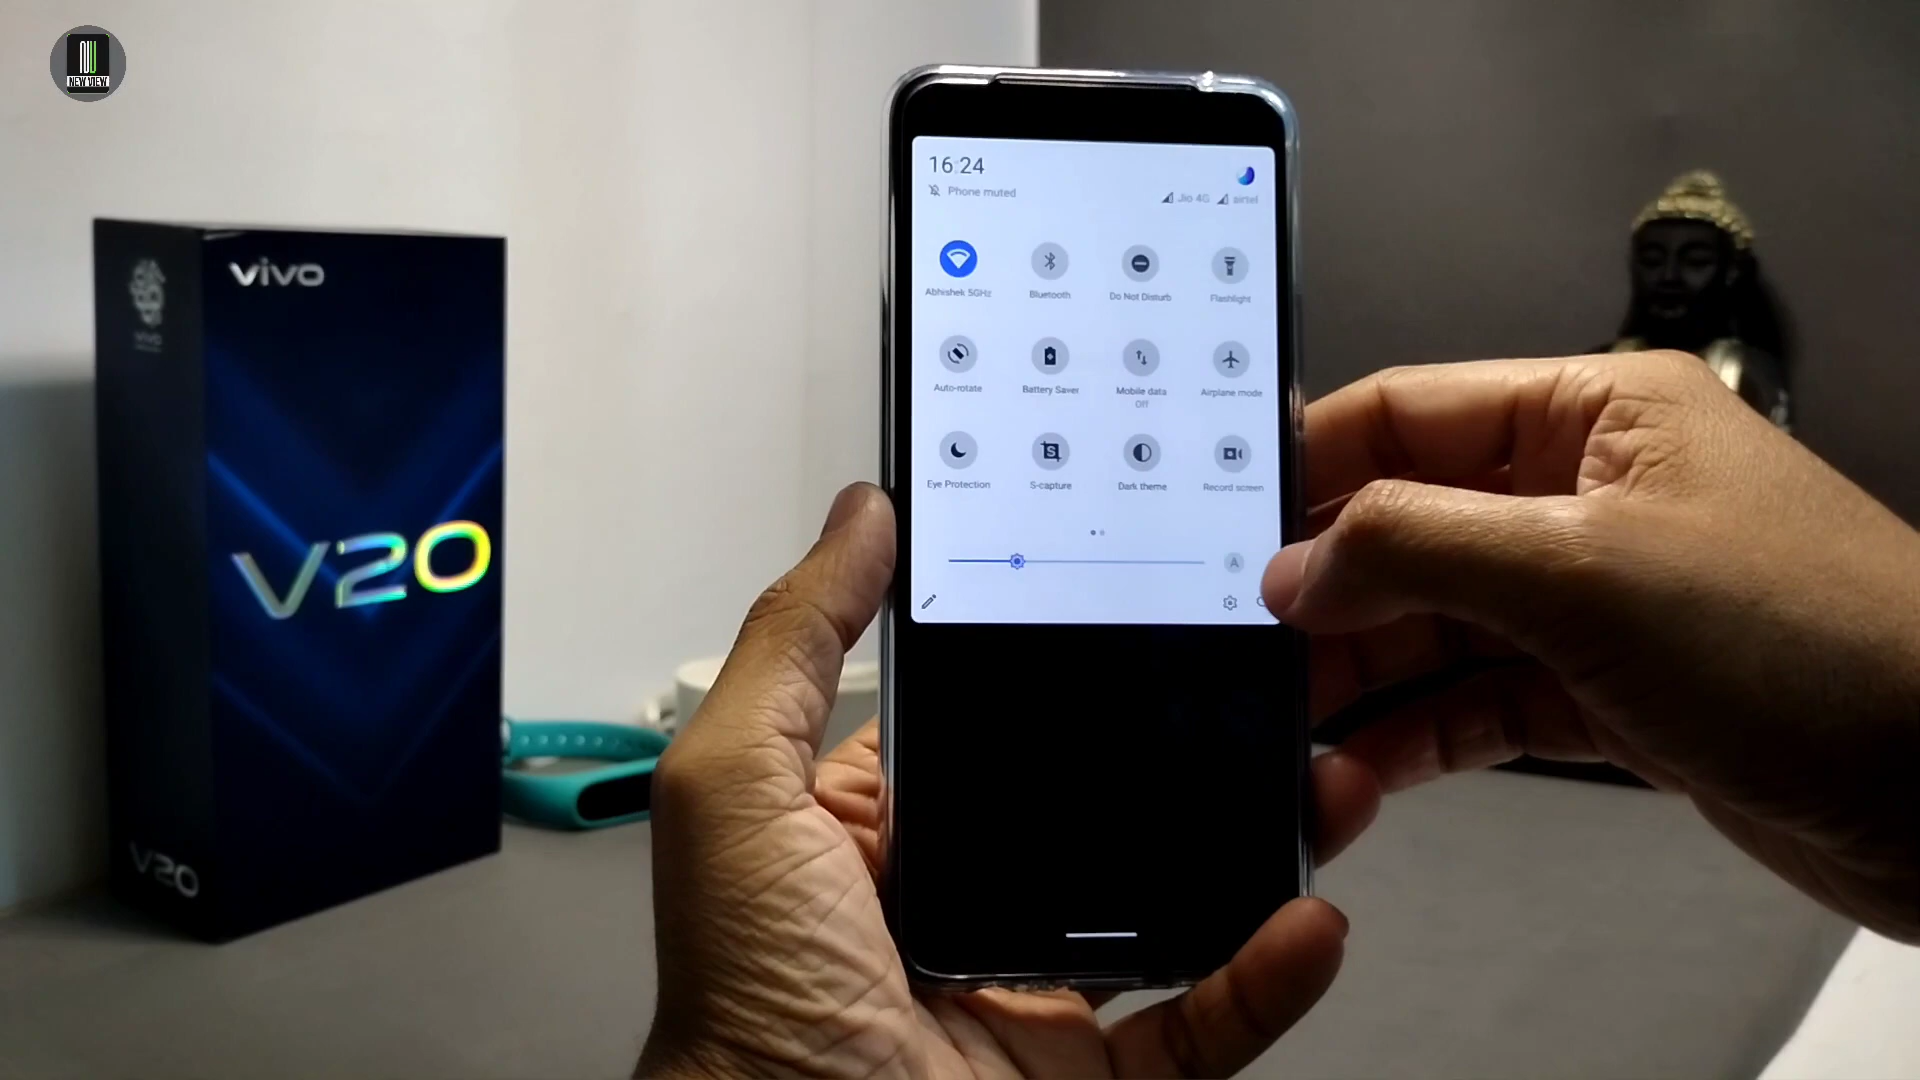 NEW VIEW
vivo
vivo
V20
V20
16:24
Phone muted
Jio 4G airtel
Abhishek 5GHz
Bluetooth
Do Not Disturb
Flashlight
Auto-rotate
Battery Saver
Mobile data
Off
Airplane mode
Eye Protection
S-capture
Dark theme
Record screen
A